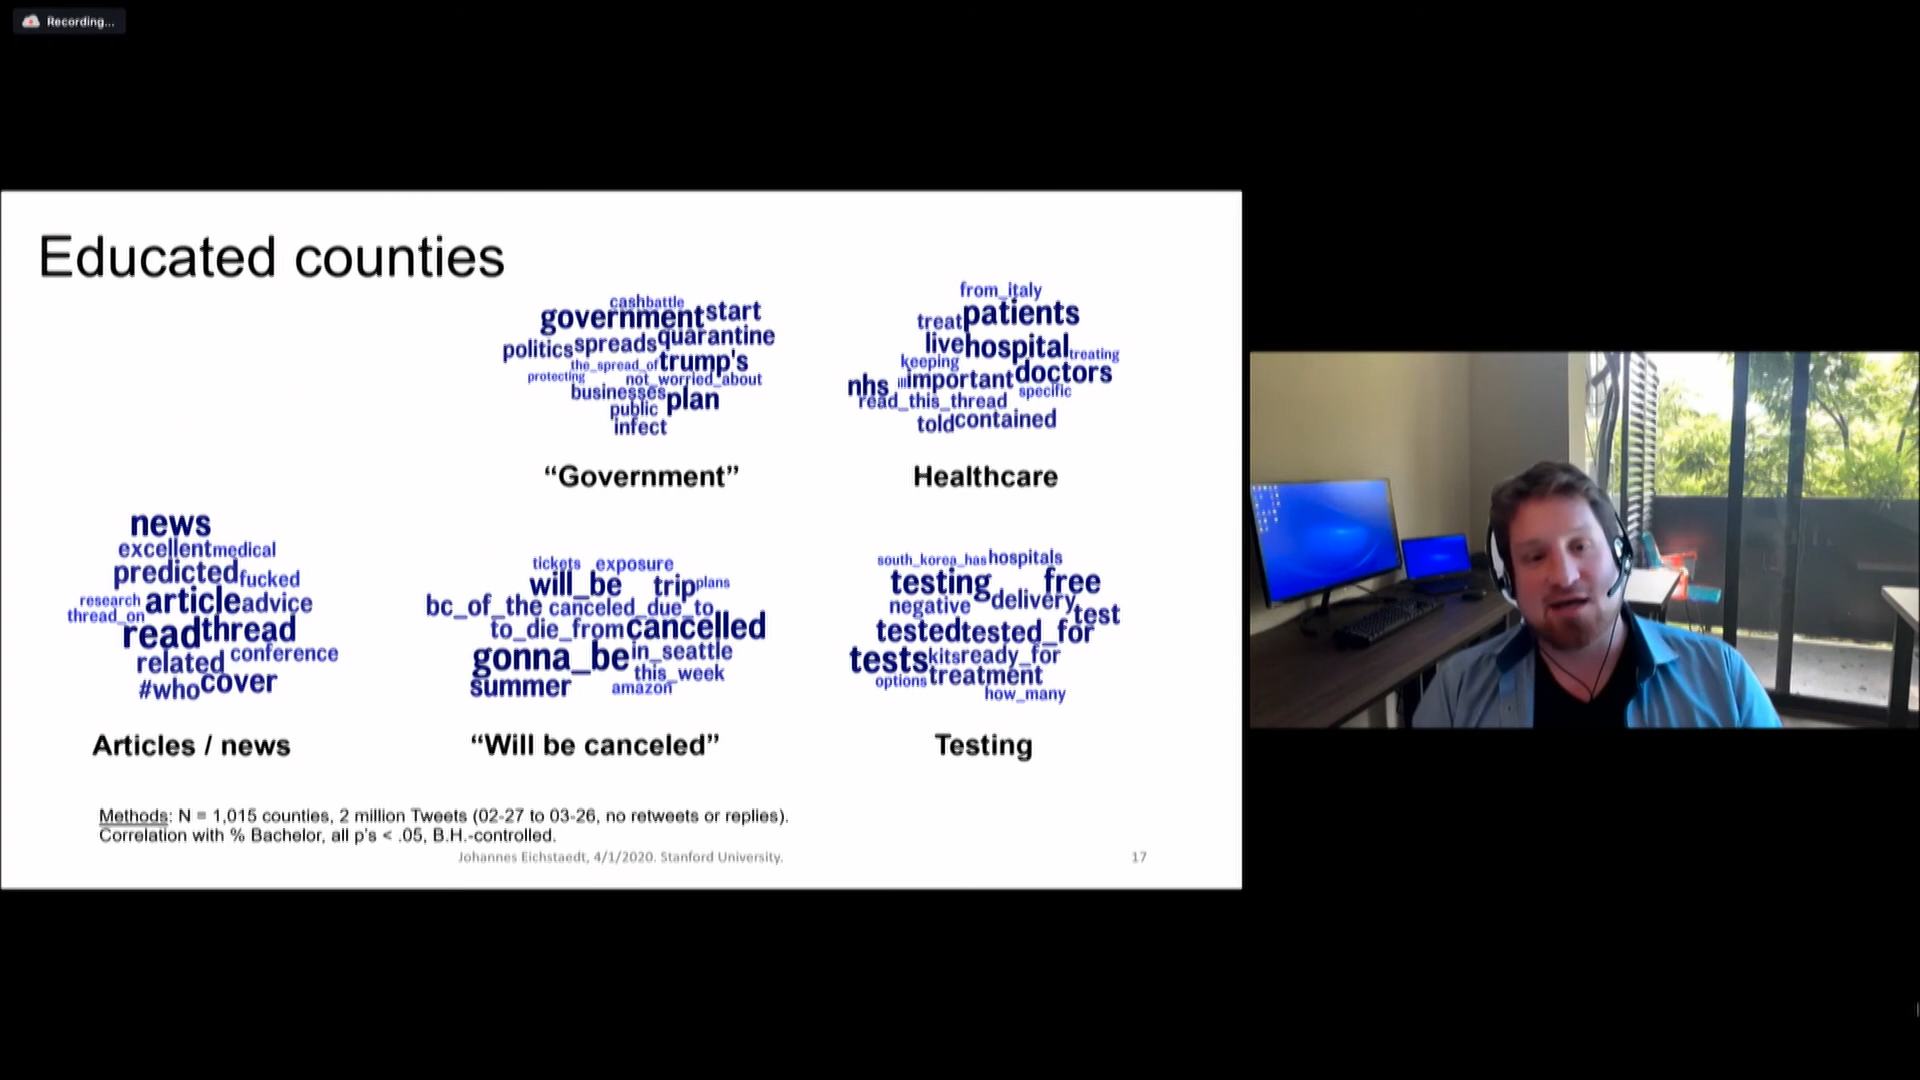 Recording...
Educated counties
cash battle
government start
politics spreads quarantine
the_spread_of trump's
protecting not_worried_about
businesses plan
public
infect
"Government"
from_italy
treat patients
live hospital treating
keeping
nhs important doctors
specific
read_this_thread
told contained
Healthcare
news
excellent medical
predicted fucked
research article advice
thread_on
read thread
related conference
#who cover
Articles / news
tickets exposure
will_be trip plans
bc_of_the canceled_due_to
to_die_from cancelled
gonna_be in_seattle
this_week
summer amazon
“Will be canceled”
south_korea_has hospitals
testing free
negative delivery test
tested tested_for
tests kits ready_for
options treatment
how_many
Testing
Methods: N = 1,015 counties, 2 million Tweets (02-27 to 03-26, no retweets or replies).
Correlation with % Bachelor, all p's < .05, B.H.-controlled.
Johannes Eichstaedt, 4/1/2020. Stanford University.
17